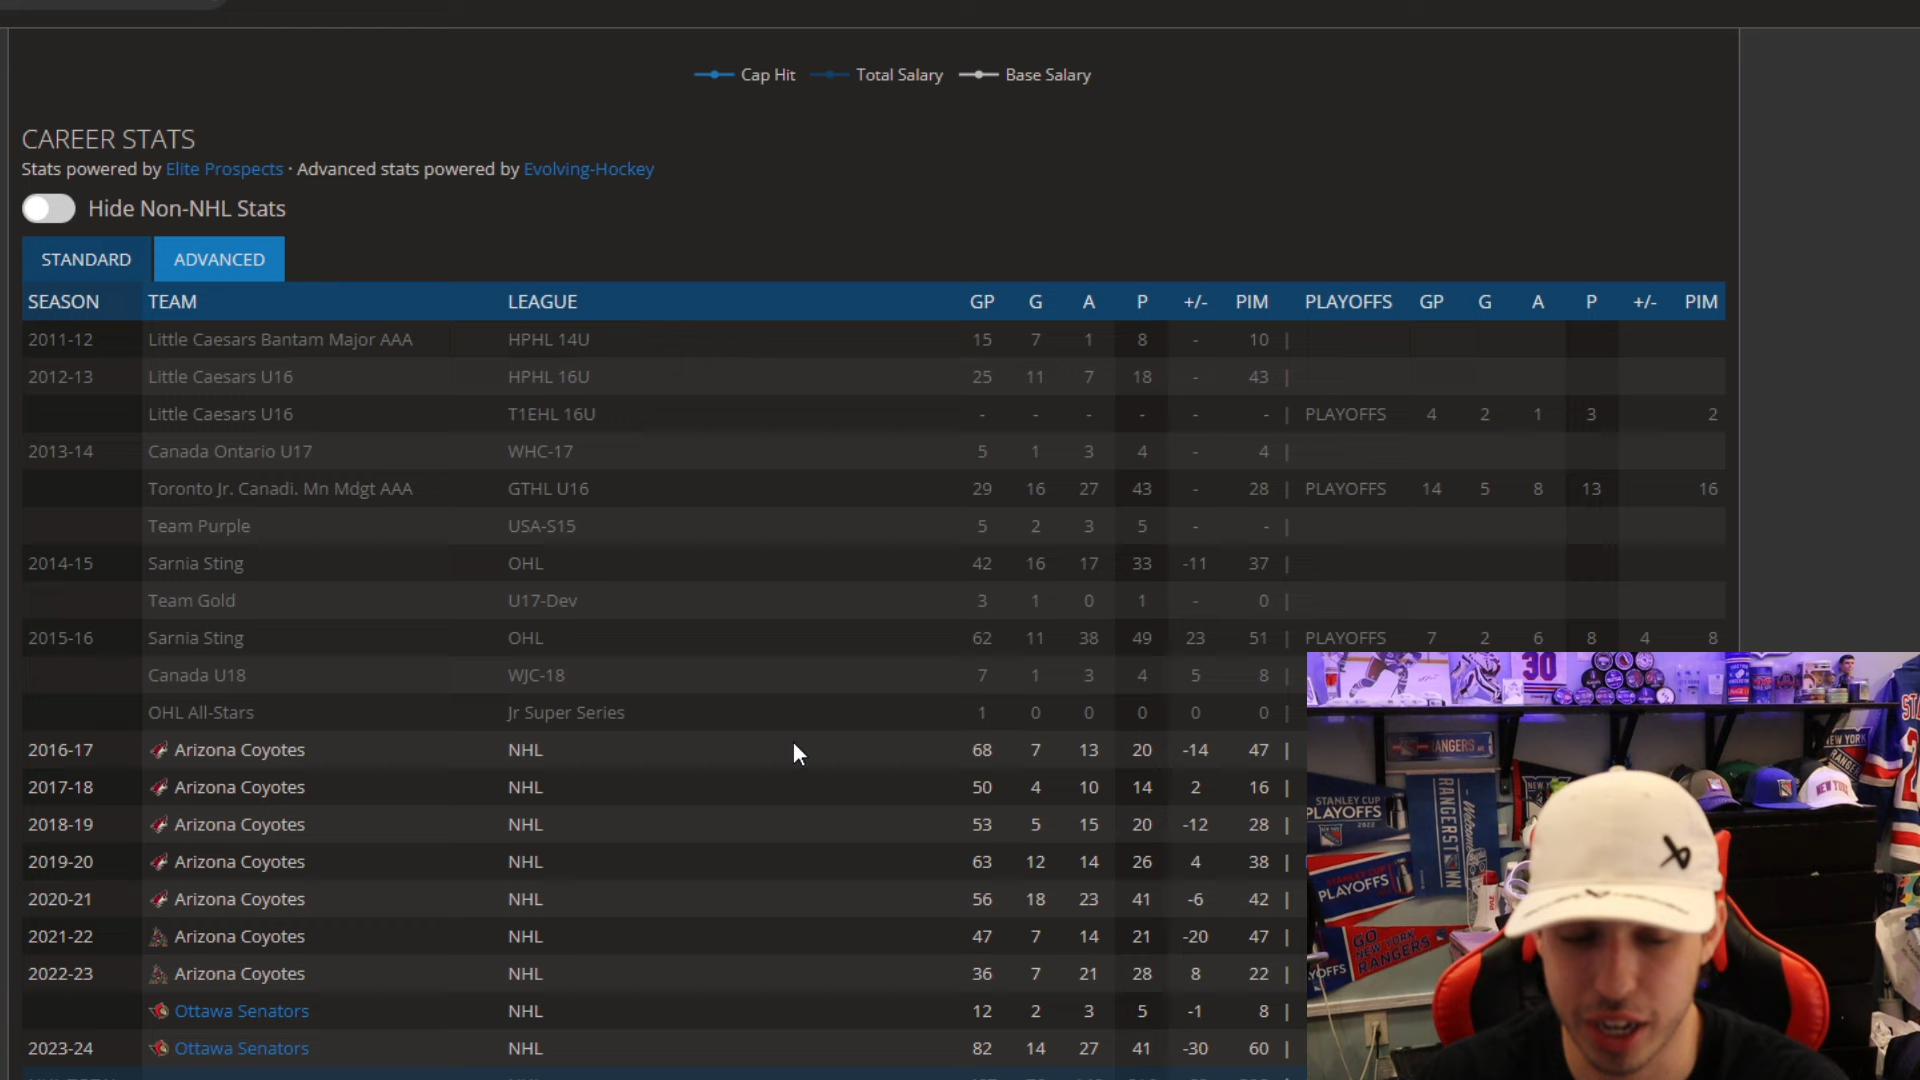 Cap Hit Total Salary Base Salary
CAREER STATS
Stats powered by Elite Prospects · Advanced stats powered by Evolving-Hockey
Hide Non-NHL Stats
STANDARD ADVANCED
SEASON TEAM LEAGUE GP G A P +/- PIM PLAYOFFS GP G A P +/- PIM
2011-12 Little Caesars Bantam Major AAA HPHL 14U 15 7 1 8 - 10 |
2012-13 Little Caesars U16 HPHL 16U 25 11 7 18 - 43 |
Little Caesars U16 T1EHL 16U - - - - - - | PLAYOFFS 4 2 1 3 2
2013-14 Canada Ontario U17 WHC-17 5 1 3 4 - 4 |
Toronto Jr. Canadi. Mn Mdgt AAA GTHL U16 29 16 27 43 - 28 | PLAYOFFS 14 5 8 13 16
Team Purple USA-S15 5 2 3 5 - - |
2014-15 Sarnia Sting OHL 42 16 17 33 -11 37 |
Team Gold U17-Dev 3 1 0 1 - 0 |
2015-16 Sarnia Sting OHL 62 11 38 49 23 51 | PLAYOFFS 7 2 6 8 4 8
Canada U18 WJC-18 7 1 3 4 5 8 |
OHL All-Stars Jr Super Series 1 0 0 0 0 0 |
2016-17 Arizona Coyotes NHL 68 7 13 20 -14 47 |
2017-18 Arizona Coyotes NHL 50 4 10 14 2 16 |
2018-19 Arizona Coyotes NHL 53 5 15 20 -12 28 |
2019-20 Arizona Coyotes NHL 63 12 14 26 4 38 |
2020-21 Arizona Coyotes NHL 56 18 23 41 -6 42 |
2021-22 Arizona Coyotes NHL 47 7 14 21 -20 47 |
2022-23 Arizona Coyotes NHL 36 7 21 28 8 22 |
Ottawa Senators NHL 12 2 3 5 -1 8 |
2023-24 Ottawa Senators NHL 82 14 27 41 -30 60 |
30
RANGERS
NEW YORK
RANGER
STANLEY CUP
PLAYOFFS
2022
Welcome
RANGERSTOWN
NEW YORK
PLAYOFFS
GO
NEW YORK
RANGERS